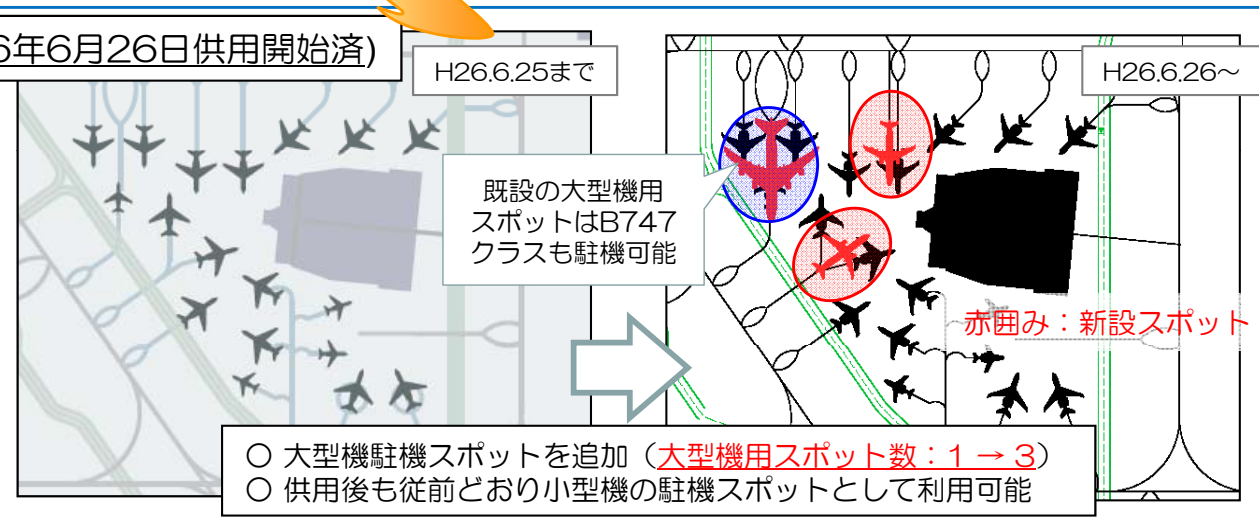 6年6月26日供用開始済)
H26.6.25まで
H26.6.26～
既設の大型機用
スポットはB747
クラスも駐機可能
赤囲み：新設スポット
〇 大型機駐機スポットを追加（大型機用スポット数：1 → 3）
〇 供用後も従前どおり小型機の駐機スポットとして利用可能